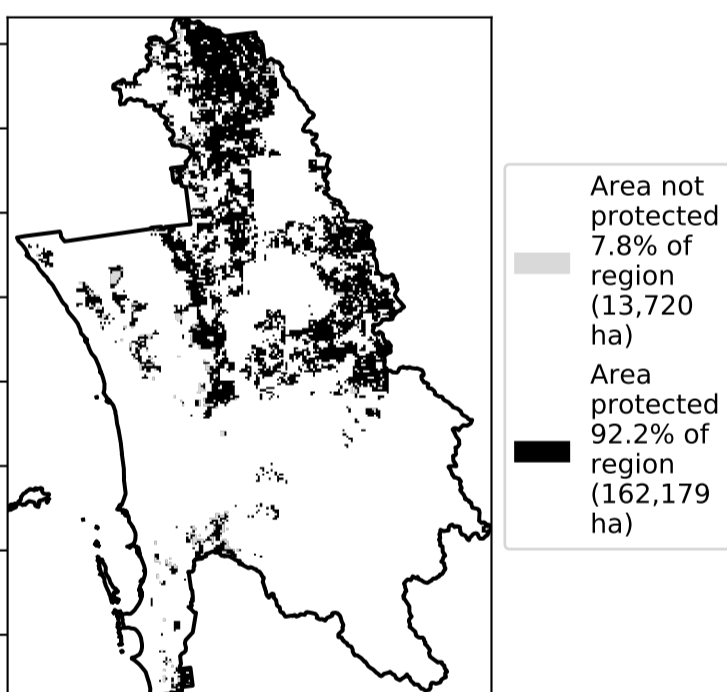 Area not
protected
7.8% of
region
(13,720
ha)
Area
protected
92.2% of
region
(162,179
ha)